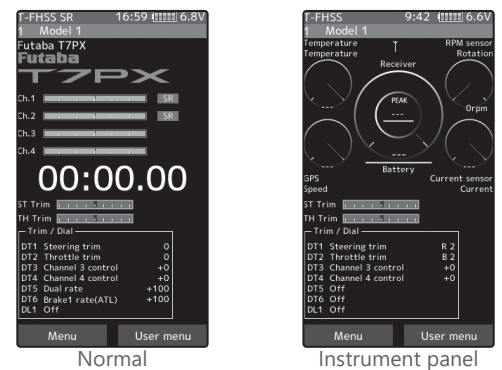 T-FHSS SR 16:59 6.8V
1 Model 1
Futaba T7PX
Futaba
T7PX
Ch.1 SR
Ch.2 SR
Ch.3
Ch.4
00:00.00
ST Trim
TH Trim
Trim / Dial
DT1 Steering trim 0
DT2 Throttle trim 0
DT3 Channel 3 control +0
DT4 Channel 4 control +0
DT5 Dual rate +100
DT6 Brake1 rate(ATL) +100
DL1 Off
Menu User menu
Normal
T-FHSS 9:42 6.6V
1 Model 1
Temperature RPM sensor
Temperature Rotation
Receiver
PEAK
---
---
--- 0rpm
---
---
Battery
GPS Current sensor
Speed Current
ST Trim
TH Trim
Trim / Dial
DT1 Steering trim R 2
DT2 Throttle trim B 2
DT3 Channel 3 control +0
DT4 Channel 4 control +0
DT5 Off
DT6 Off
DL1 Off
Menu User menu
Instrument panel